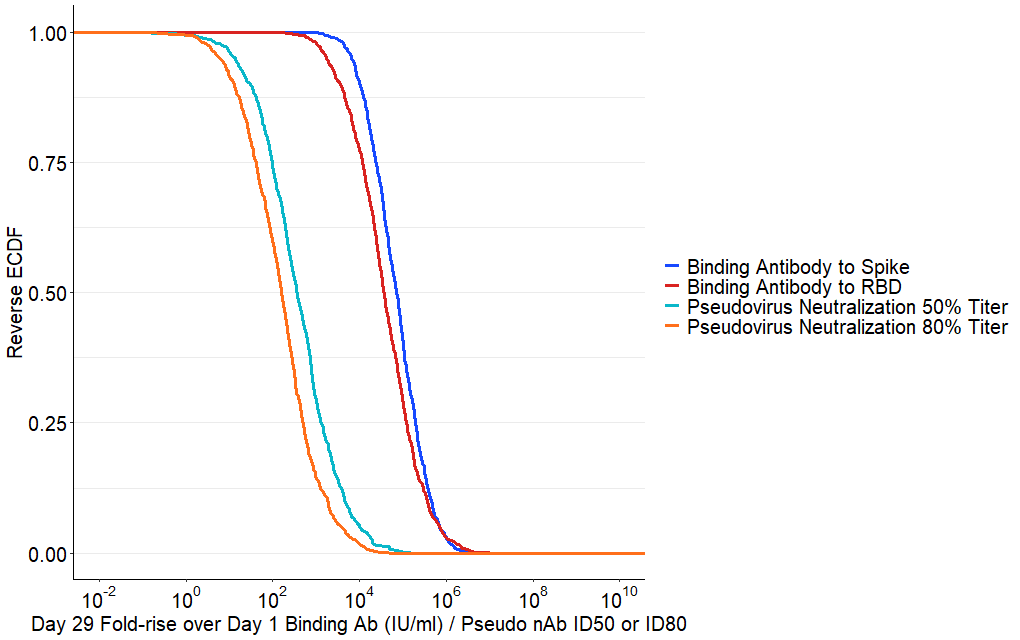 1.00
0.75
0.50
0.25
0.00
Reverse ECDF
10^-2 10^0 10^2 10^4 10^6 10^8 10^10
Day 29 Fold-rise over Day 1 Binding Ab (IU/ml) / Pseudo nAb ID50 or ID80
Binding Antibody to Spike
Binding Antibody to RBD
Pseudovirus Neutralization 50% Titer
Pseudovirus Neutralization 80% Titer